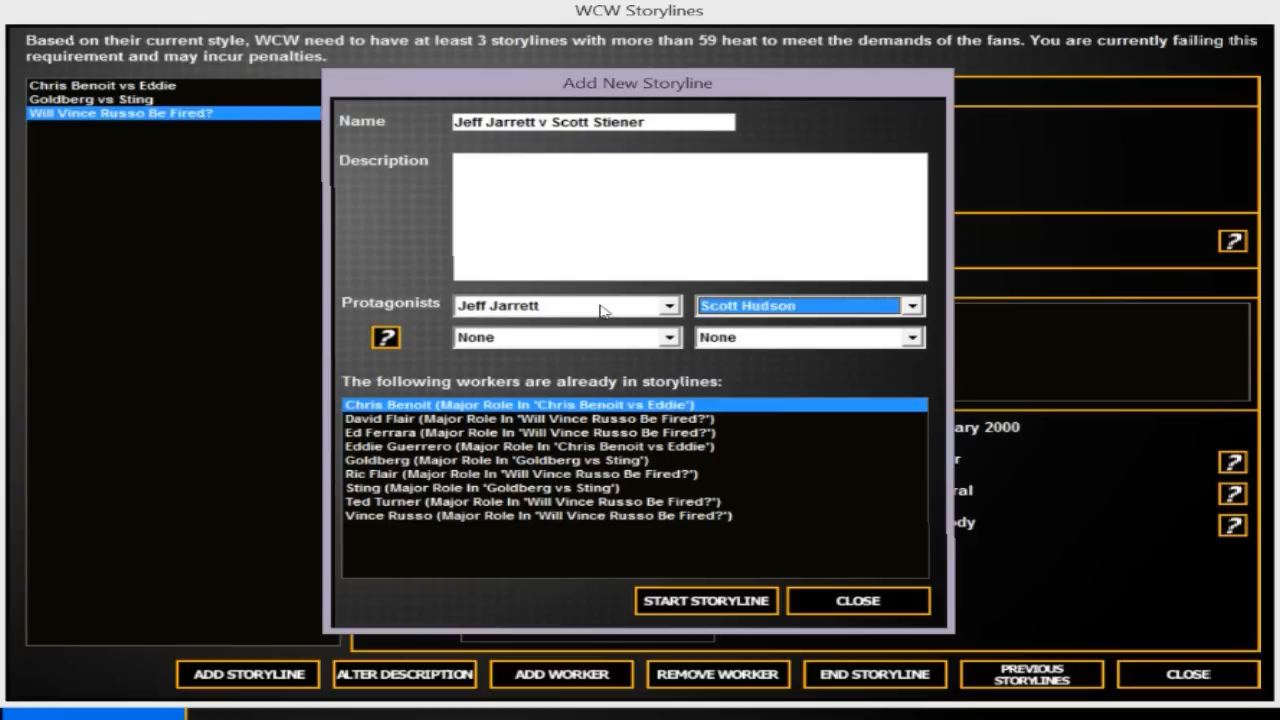 WCW Storylines
Based on their current style, WCW need to have at least 3 storylines with more than 59 heat to meet the demands of the fans. You are currently failing this
requirement and may incur penalties.
Chris Benoit vs Eddie
Goldberg vs Sting
Will Vince Russo Be Fired?
Add New Storyline
Name
Jeff Jarrett v Scott Stiener
Description
Protagonists
Jeff Jarrett
Scott Hudson
?
None
None
?
The following workers are already in storylines:
Chris Benoit (Major Role In 'Chris Benoit vs Eddie')
David Flair (Major Role In 'Will Vince Russo Be Fired?')
Ed Ferrara (Major Role In 'Will Vince Russo Be Fired?')
Eddie Guerrero (Major Role In 'Chris Benoit vs Eddie')
Goldberg (Major Role In 'Goldberg vs Sting')
Ric Flair (Major Role In 'Will Vince Russo Be Fired?')
Sting (Major Role In 'Goldberg vs Sting')
Ted Turner (Major Role In 'Will Vince Russo Be Fired?')
Vince Russo (Major Role In 'Will Vince Russo Be Fired?')
ary 2000
r
?
ral
?
ody
?
START STORYLINE
CLOSE
ADD STORYLINE
ALTER DESCRIPTION
ADD WORKER
REMOVE WORKER
END STORYLINE
PREVIOUS
STORYLINES
CLOSE